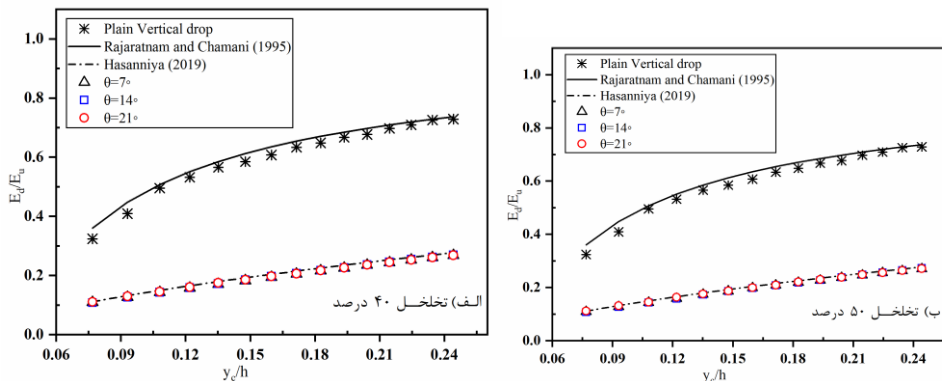 Plain Vertical drop
Rajaratnam and Chamani (1995)
Hasanniya (2019)
θ=7°
θ=14°
θ=21°
E_d/E_u
1.0
0.8
0.6
0.4
0.2
0.0
الف) تخلخل ۴۰ درصد
0.06 0.09 0.12 0.15 0.18 0.21 0.24
y_c/h
Plain Vertical drop
Rajaratnam and Chamani (1995)
Hasanniya (2019)
θ=7°
θ=14°
θ=21°
E_d/E_u
1.0
0.8
0.6
0.4
0.2
0.0
ب) تخلخل ۵۰ درصد
0.06 0.09 0.12 0.15 0.18 0.21 0.24
y_c/h